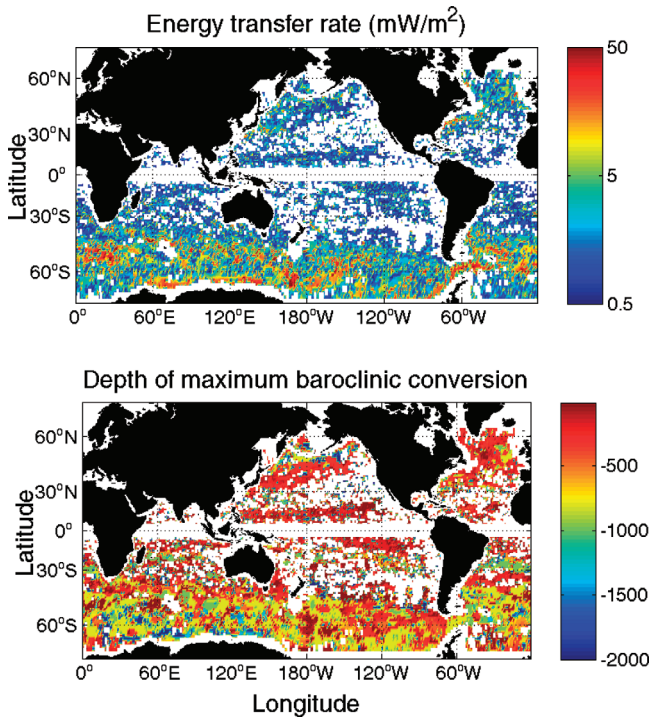 Energy transfer rate (mW/m²)
60°N
30°N
0°
30°S
60°S
Latitude
0°
60°E
120°E
180°W
120°W
60°W
50
5
0.5
Depth of maximum baroclinic conversion
60°N
30°N
0°
30°S
60°S
Latitude
0°
60°E
120°E
180°W
120°W
60°W
Longitude
-500
-1000
-1500
-2000